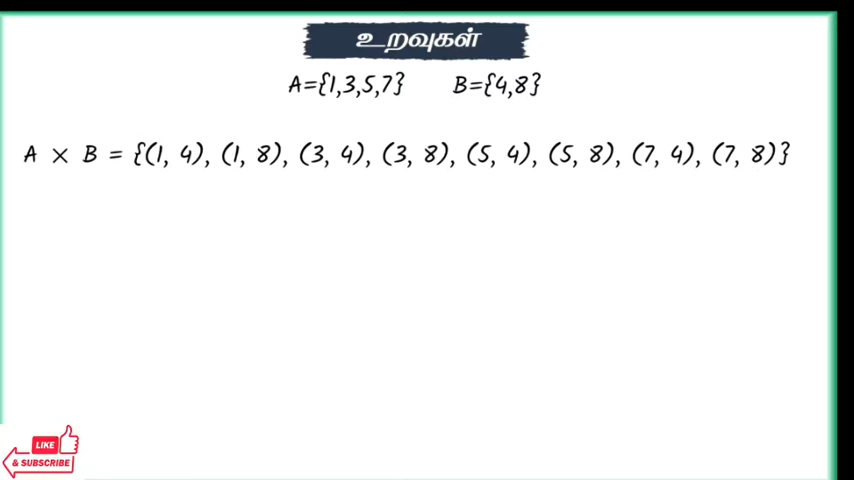 உறவுகள்
A={1,3,5,7} B={4,8}
A × B = {(1, 4), (1, 8), (3, 4), (3, 8), (5, 4), (5, 8), (7, 4), (7, 8)}
LIKE
& SUBSCRIBE